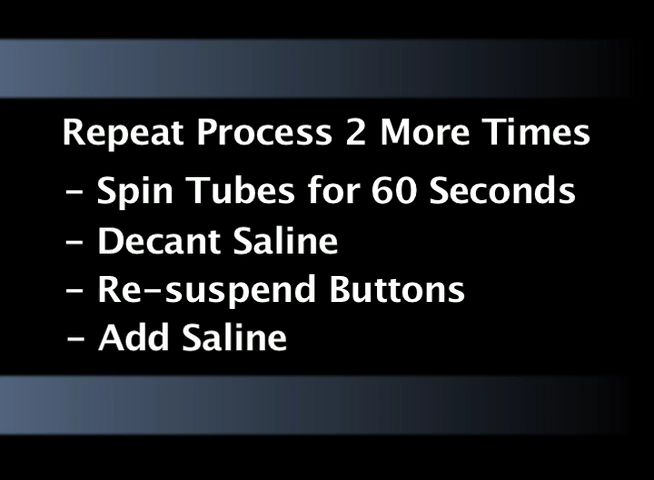 Repeat Process 2 More Times
- Spin Tubes for 60 Seconds
- Decant Saline
- Re-suspend Buttons
- Add Saline